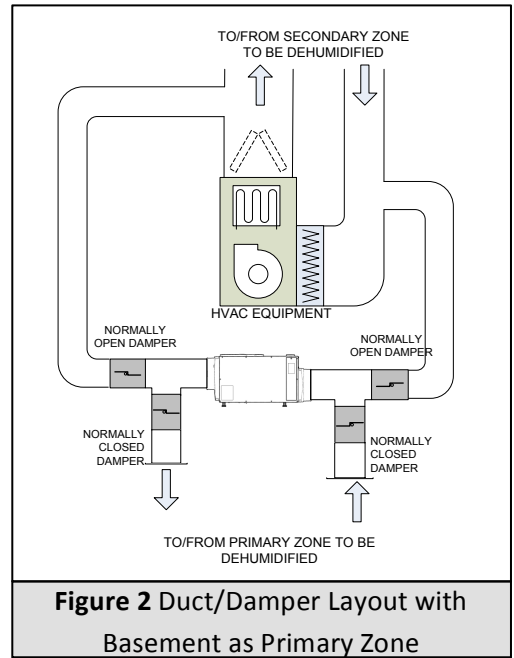 TO/FROM SECONDARY ZONE
TO BE DEHUMIDIFIED
HVAC EQUIPMENT
NORMALLY
OPEN DAMPER
NORMALLY
OPEN DAMPER
NORMALLY
CLOSED
DAMPER
NORMALLY
CLOSED
DAMPER
TO/FROM PRIMARY ZONE TO BE
DEHUMIDIFIED
Figure 2 Duct/Damper Layout with
Basement as Primary Zone